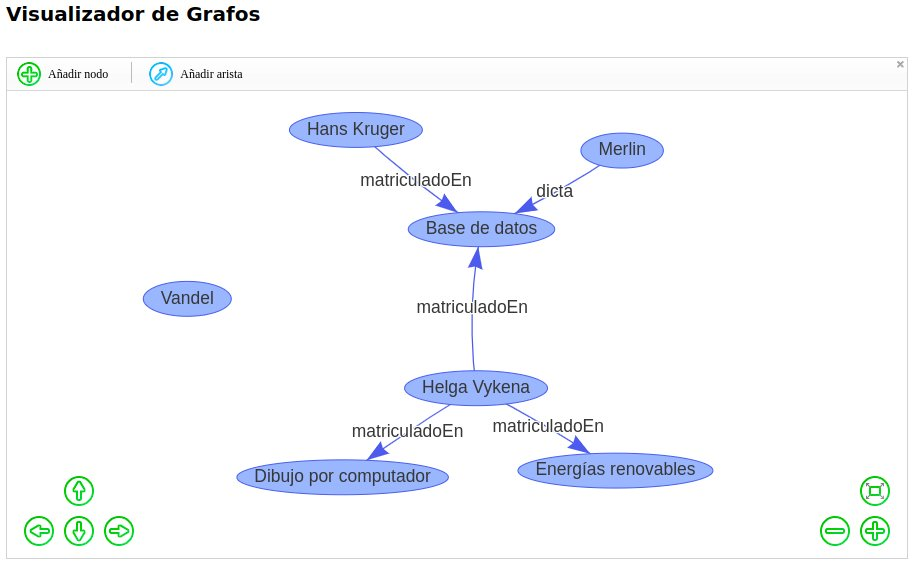 Visualizador de Grafos
Añadir nodo
Añadir arista
Hans Kruger
Merlin
matriculadoEn
dicta
Base de datos
Vandel
matriculadoEn
Helga Vykena
matriculadoEn
matriculadoEn
Dibujo por computador
Energías renovables